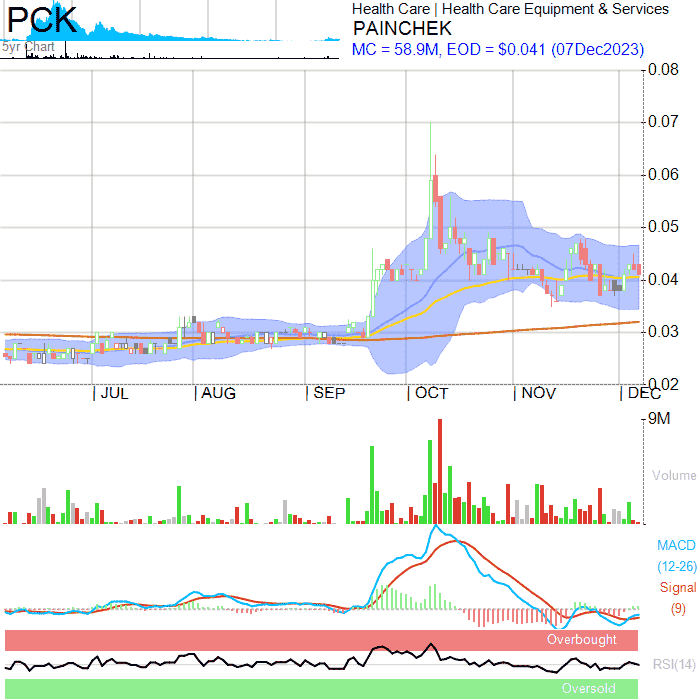 PCK
5yr Chart
Health Care | Health Care Equipment & Services
PAINCHEK
MC = 58.9M, EOD = $0.041 (07Dec2023)
0.08
0.07
0.06
0.05
0.04
0.03
0.02
| JUL | AUG | SEP | OCT | NOV | DEC
9M
Volume
MACD
(12-26)
Signal
(9)
Overbought
RSI(14)
Oversold